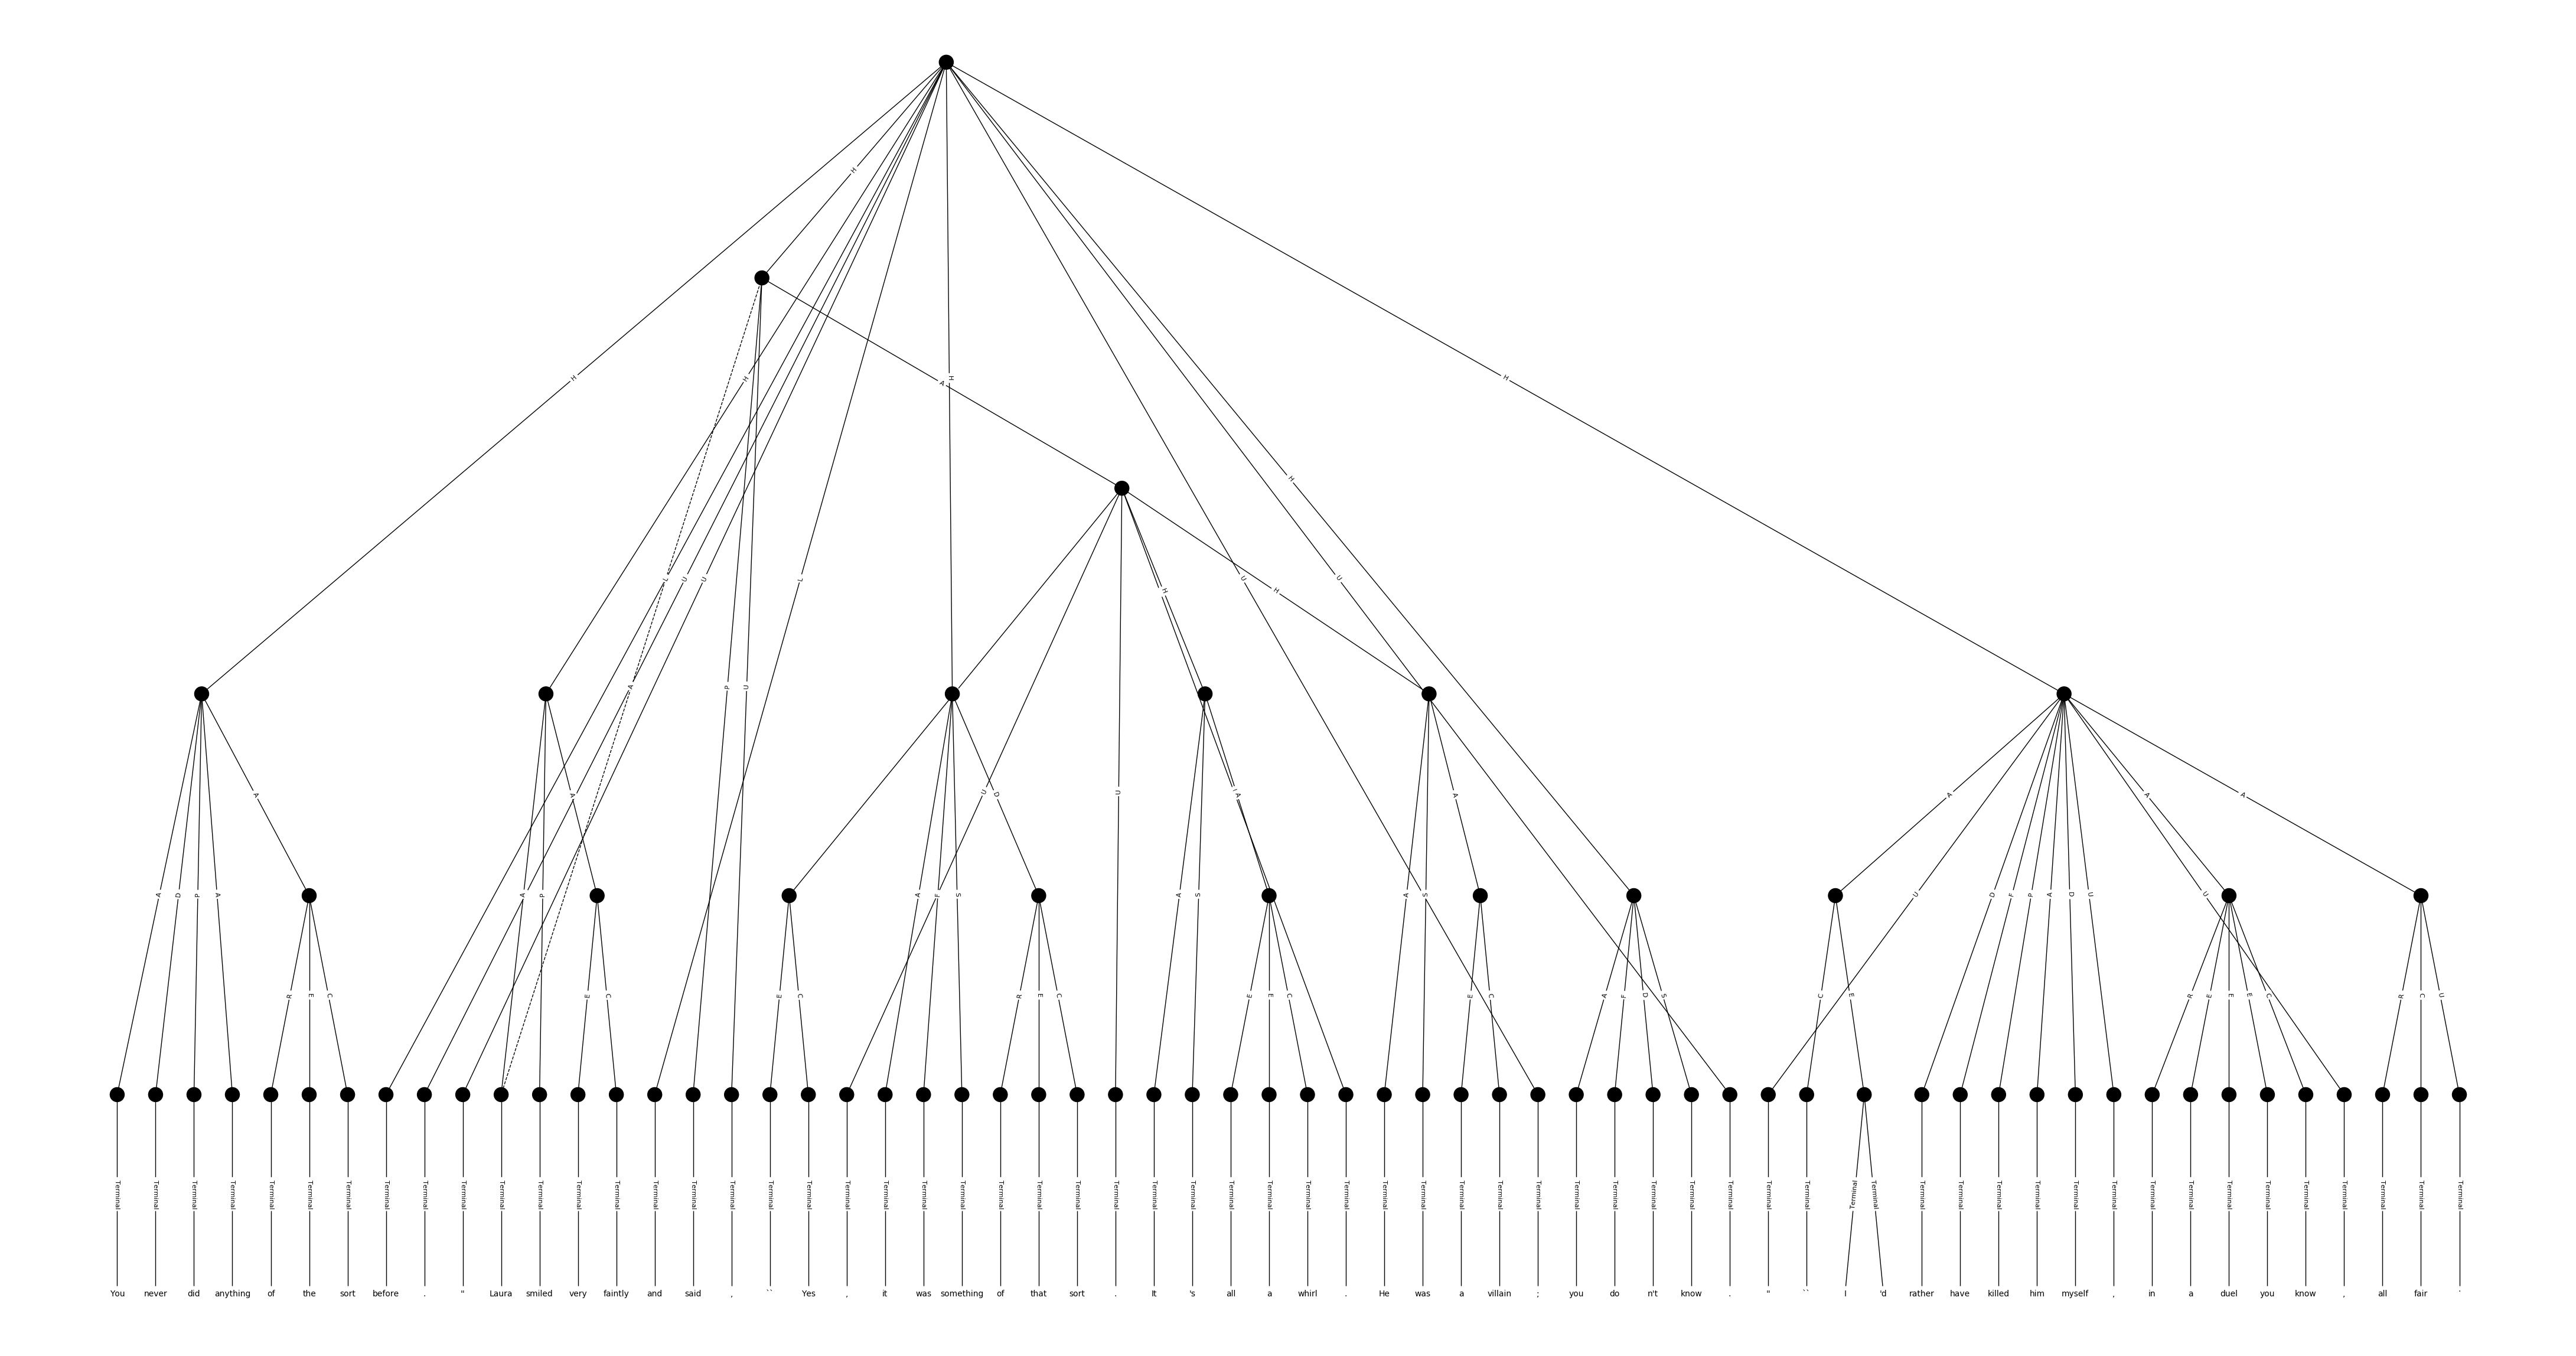 H
H
H H A H
H
L U U L U U H H
P U A H
A A U D U I A A A A A
A D P A A P A F S A S A S U D F P A D U U
R E C E C E C R E C E E C E C A F D S C E R E F E C R C U
Terminal Terminal Terminal Terminal Terminal Terminal Terminal Terminal Terminal Terminal Terminal Terminal Terminal Terminal Terminal Terminal Terminal Terminal Terminal Terminal Terminal Terminal Terminal Terminal Terminal Terminal Terminal Terminal Terminal Terminal Terminal Terminal Terminal Terminal Terminal Terminal Terminal Terminal Terminal Terminal Terminal Terminal Terminal Terminal Terminal Terminal Terminal Terminal Terminal Terminal Terminal Terminal Terminal Terminal Terminal Terminal Terminal Terminal Terminal Terminal Terminal Terminal
You never did anything of the sort before . " Laura smiled very faintly and said , `` Yes , it was something of that sort . It 's all a whirl . He was a villain ; you do n't know . " `` I 'd rather have killed him myself , in a duel you know , all fair '